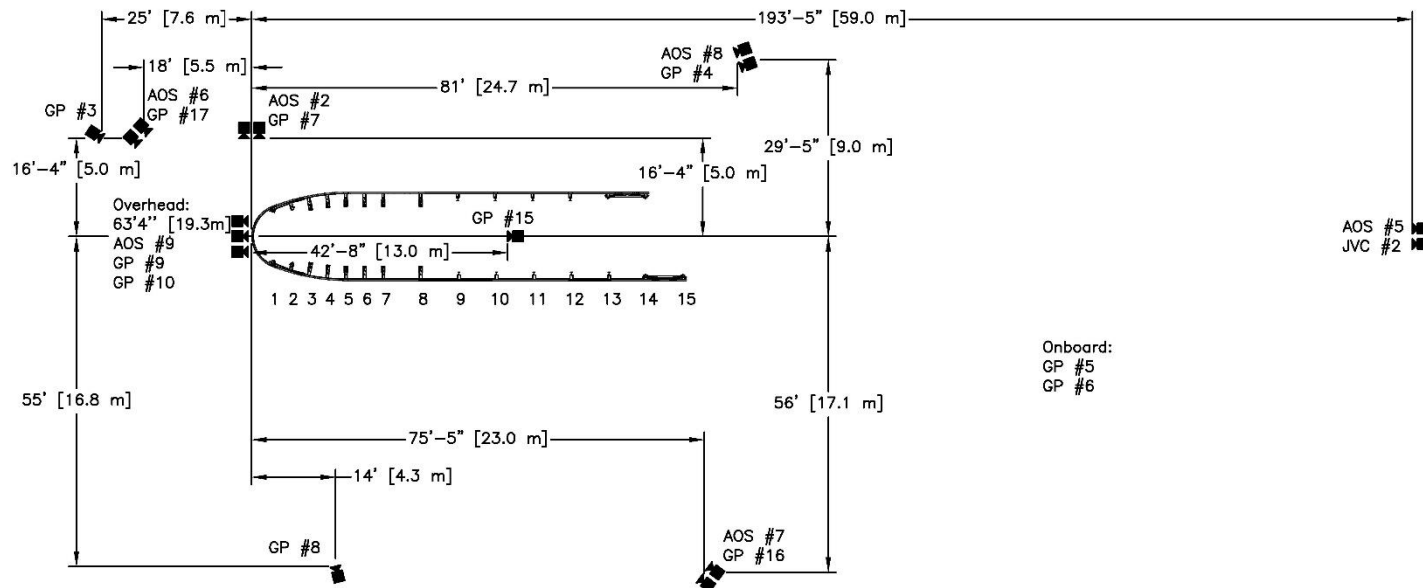 25' [7.6 m]
193'-5" [59.0 m]
18' [5.5 m]
AOS #8
GP #4
81' [24.7 m]
GP #3
AOS #6
GP #17
AOS #2
GP #7
16'-4" [5.0 m]
16'-4" [5.0 m]
29'-5" [9.0 m]
Overhead:
63'4'' [19.3m]
AOS #9
GP #9
GP #10
GP #15
42'-8" [13.0 m]
AOS #5
JVC #2
1 2 3 4 5 6 7 8 9 10 11 12 13 14 15
Onboard:
GP #5
GP #6
55' [16.8 m]
56' [17.1 m]
75'-5" [23.0 m]
14' [4.3 m]
GP #8
AOS #7
GP #16